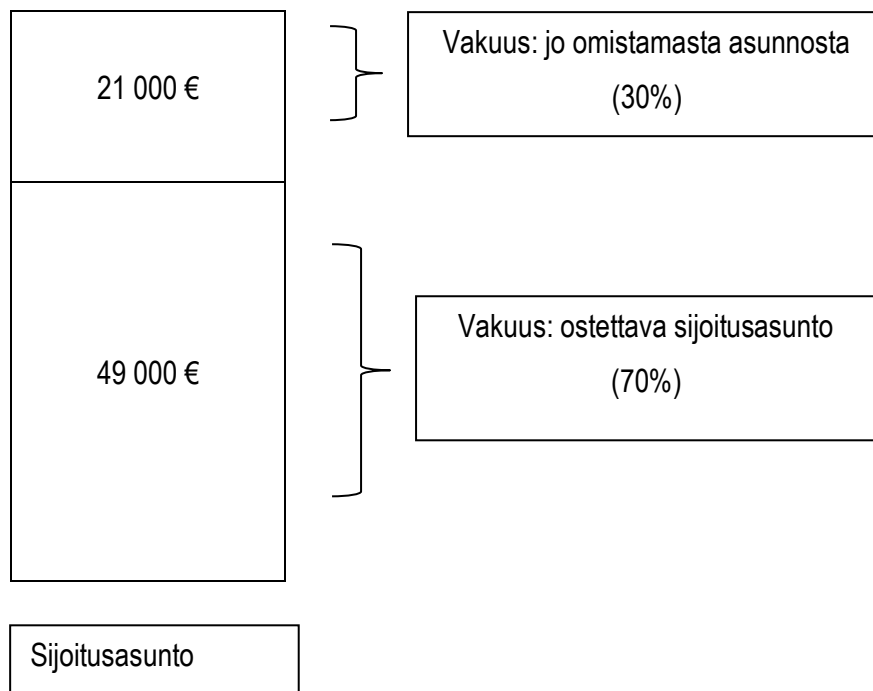 21 000 €
Vakuus: jo omistamasta asunnosta
(30%)
49 000 €
Vakuus: ostettava sijoitusasunto
(70%)
Sijoitusasunto